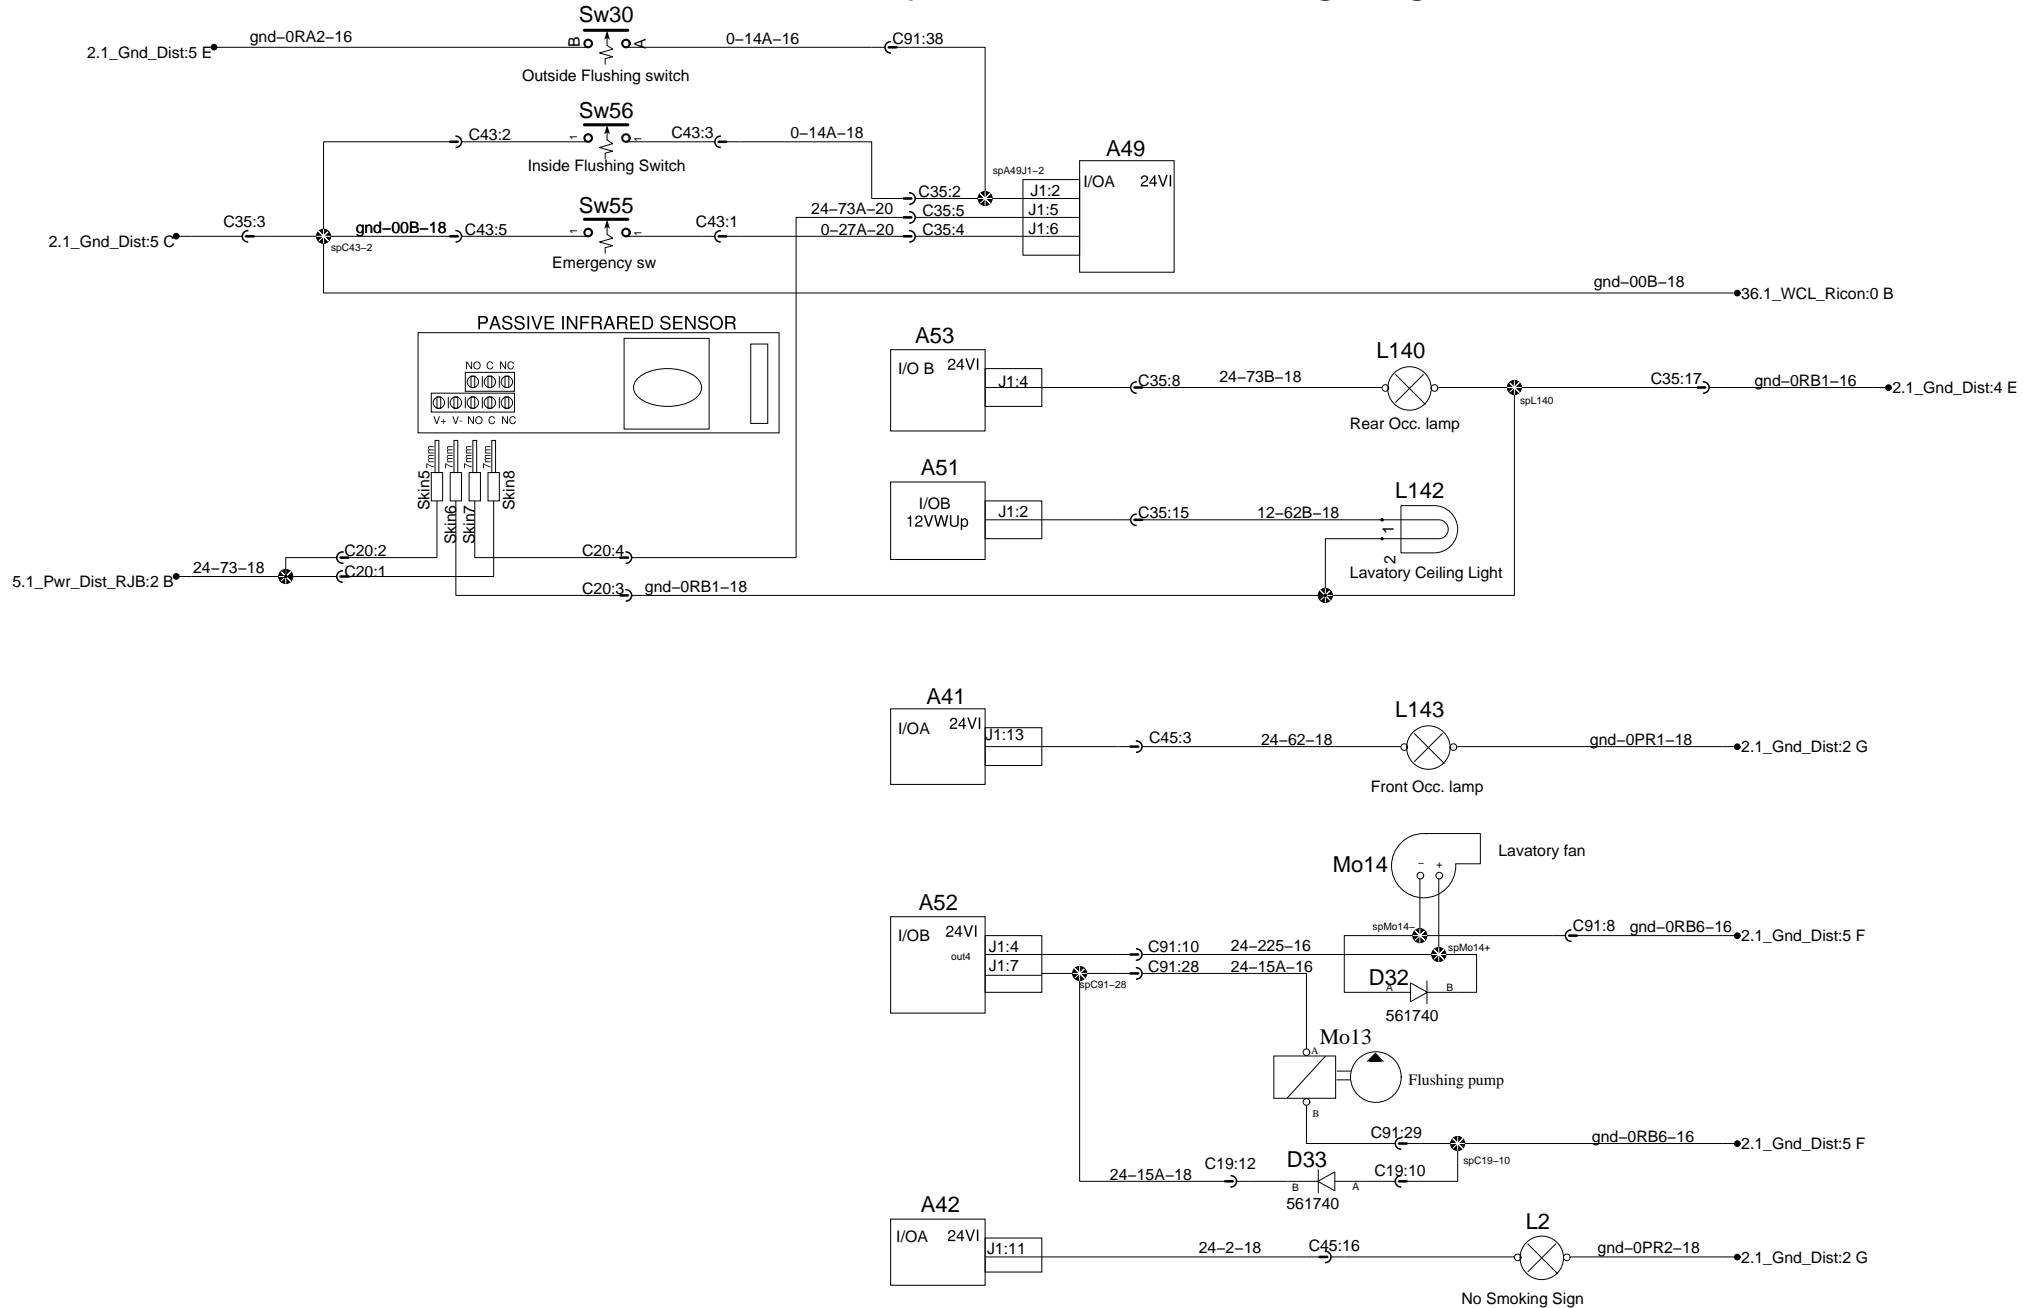 Sw30
gnd–0RA2–16
B
A
0–14A–16
C91:38
2.1_Gnd_Dist:5 E
Outside Flushing switch
Sw56
C43:2
1
1
C43:3
0–14A–18
Inside Flushing Switch
A49
spA49J1–2
I/OA
24VI
C35:2
J1:2
Sw55
24–73A–20
C35:5
J1:5
C35:3
gnd–00B–18
C43:5
1
1
C43:1
0–27A–20
C35:4
J1:6
2.1_Gnd_Dist:5 C
spC43–2
Emergency sw
gnd–00B–18
36.1_WCL_Ricon:0 B
PASSIVE INFRARED SENSOR
NO C NC
V+ V- NO C NC
7mm
7mm
7mm
7mm
Skin5
Skin6
Skin7
Skin8
A53
I/O B
24VI
J1:4
C35:8
24–73B–18
L140
Rear Occ. lamp
spL140
C35:17
gnd–0RB1–16
2.1_Gnd_Dist:4 E
A51
I/OB
12VWUp
J1:2
C35:15
12–62B–18
L142
1
2
Lavatory Ceiling Light
C20:2
C20:4
24–73–18
C20:1
5.1_Pwr_Dist_RJB:2 B
C20:3
gnd–0RB1–18
A41
I/OA
24VI
J1:13
C45:3
24–62–18
L143
Front Occ. lamp
gnd–0PR1–18
2.1_Gnd_Dist:2 G
Mo14
–
+
Lavatory fan
A52
I/OB
24VI
out4
J1:4
J1:7
C91:10
24–225–16
spMo14–
spMo14+
C91:8
gnd–0RB6–16
2.1_Gnd_Dist:5 F
C91:28
24–15A–16
spC91–28
D32
A
B
561740
Mo13
A
Flushing pump
B
C91:29
gnd–0RB6–16
2.1_Gnd_Dist:5 F
spC19–10
24–15A–18
C19:12
D33
B
A
C19:10
561740
A42
I/OA
24VI
J1:11
24–2–18
C45:16
L2
gnd–0PR2–18
2.1_Gnd_Dist:2 G
No Smoking Sign